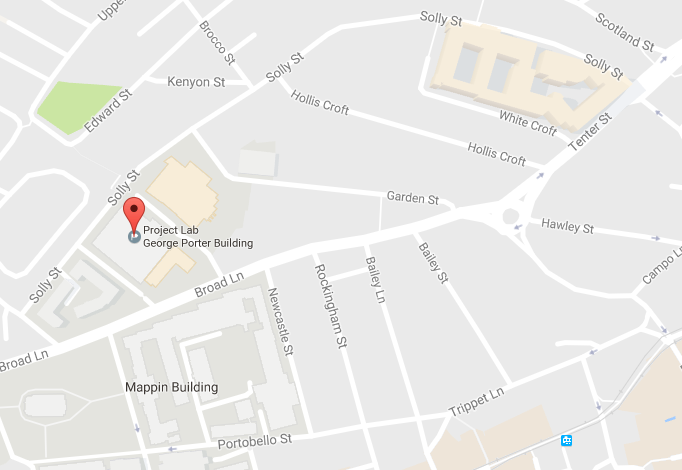 Upper
Brocco St
Solly St
Scotland St
Solly St
Solly St
Kenyon St
Hollis Croft
Edward St
White Croft
Tenter St
Hollis Croft
Solly St
Garden St
Project Lab
George Porter Building
Hawley St
Bailey St
Campo Ln
Solly St
Broad Ln
Rockingham St
Bailey Ln
Newcastle St
Broad Ln
Mappin Building
Trippet Ln
Portobello St